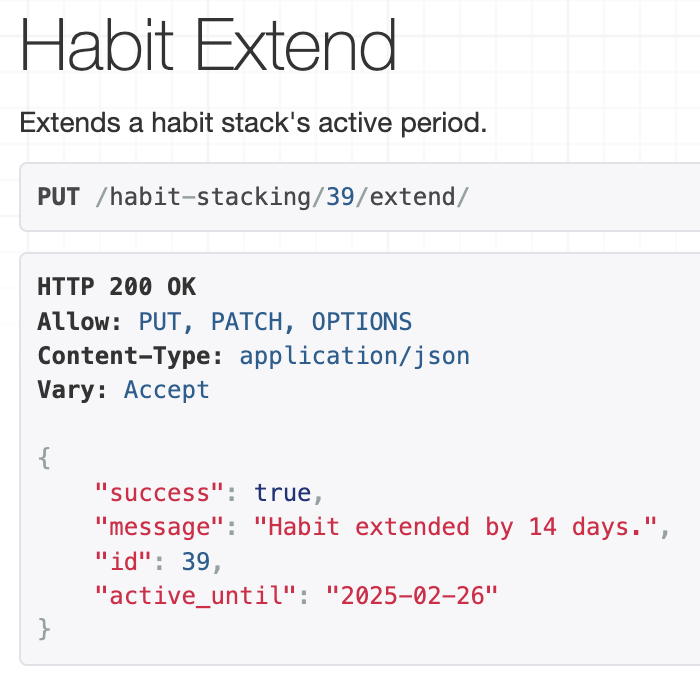 Habit Extend
Extends a habit stack's active period.
PUT /habit-stacking/39/extend/
HTTP 200 OK
Allow: PUT, PATCH, OPTIONS
Content-Type: application/json
Vary: Accept
{
    "success": true,
    "message": "Habit extended by 14 days.",
    "id": 39,
    "active_until": "2025-02-26"
}